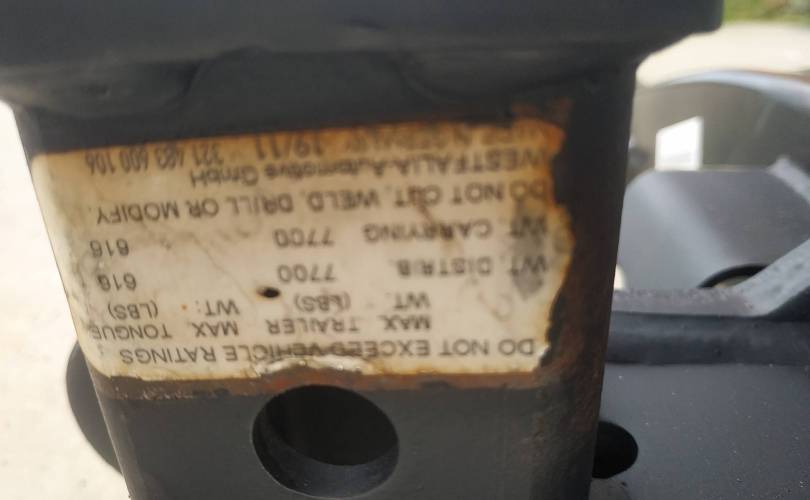 DO NOT EXCEED VEHICLE RATINGS
MAX. TRAILER MAX. TONGUE
WT. (LBS) WT. (LBS)
WT. DISTRIB. 7700 616
WT. CARRYING 7700 616
DO NOT CUT, WELD, DRILL OR MODIFY.
WESTFALIA-Automotive GmbH
19/11 321 483 600 106